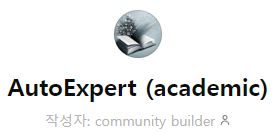 AutoExpert (academic)
작성자: community builder